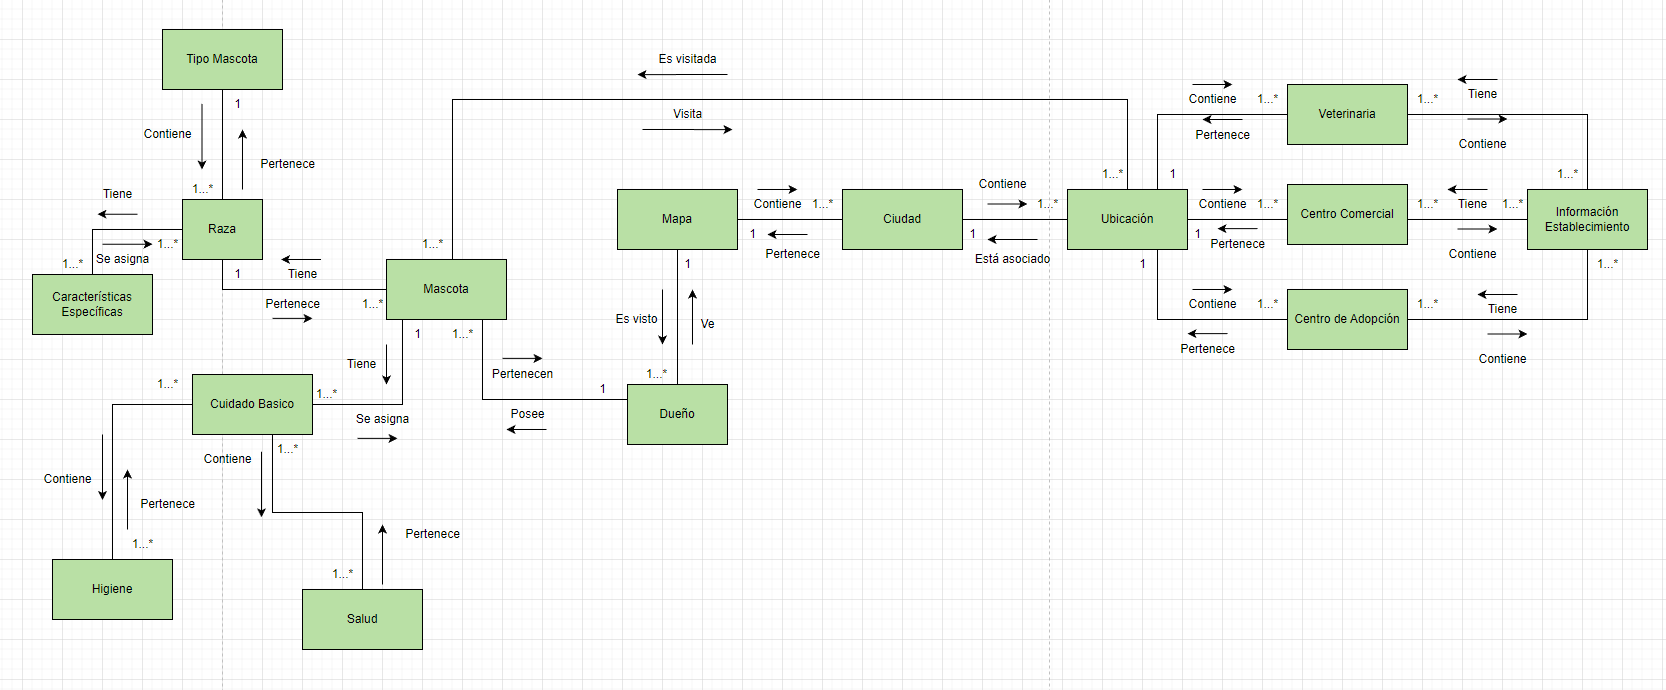 Tipo Mascota
1
Contiene
Pertenece
1...*
Tiene
1...*
Se asigna
1...*
Raza
1
Tiene
Pertenece
1...*
Características
Específicas
Es visitada
Visita
1...*
1...*
Mascota
1
1...*
Tiene
1...*
Se asigna
Pertenecen
1
Posee
Cuidado Basico
1...*
1...*
Contiene
Contiene
Pertenece
1...*
Higiene
Pertenece
1...*
Salud
Mapa
1
Contiene
1...*
Pertenece
1
Es visto
Ve
1...*
Dueño
Ciudad
Contiene
1...*
1
Está asociado
Ubicación
1
Contiene
1...*
Pertenece
Veterinaria
1...*
Tiene
Contiene
1...*
Contiene
1...*
1
Pertenece
Centro Comercial
1...*
Tiene
1...*
Contiene
Información
Establecimiento
1...*
1
Contiene
1...*
Pertenece
Centro de Adopción
1...*
Tiene
Contiene